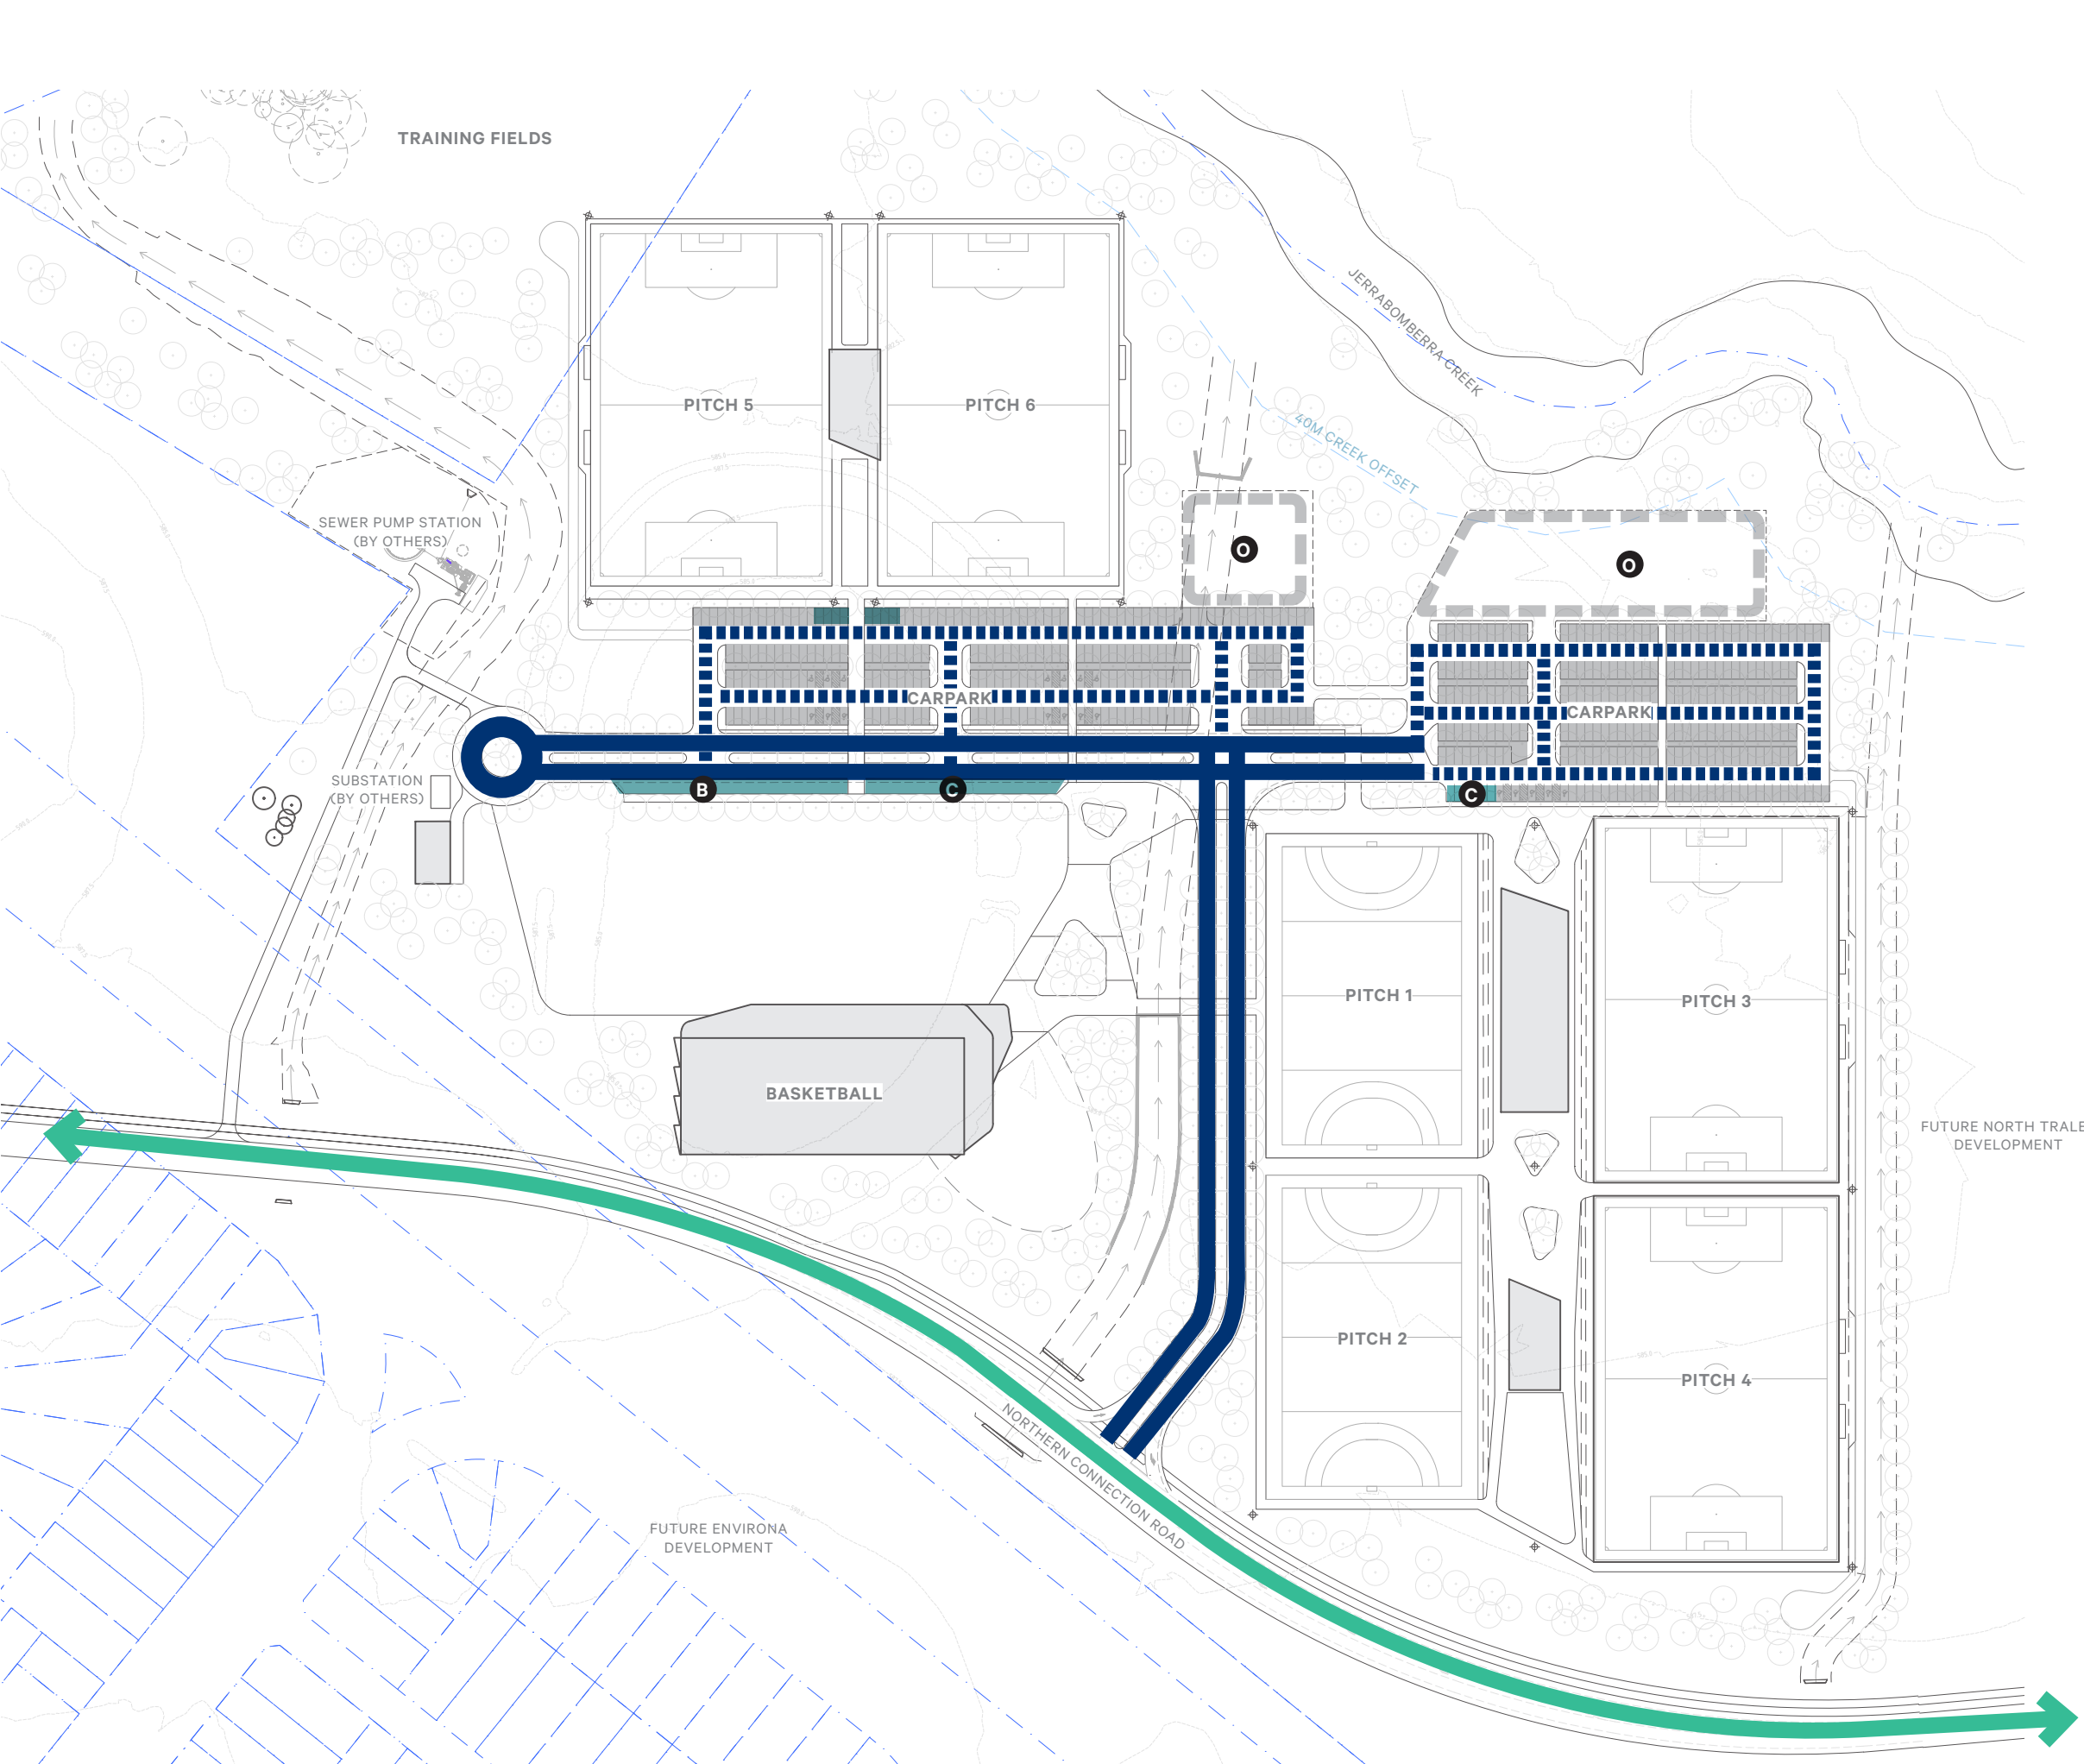 TRAINING FIELDS
JERRABOMBERRA CREEK
PITCH 5
PITCH 6
40M CREEK OFFSET
SEWER PUMP STATION
(BY OTHERS)
O
O
CARPARK
CARPARK
SUBSTATION
(BY OTHERS)
B
C
C
PITCH 1
PITCH 3
BASKETBALL
FUTURE NORTH TRALE
DEVELOPMENT
PITCH 2
PITCH 4
NORTHERN CONNECTION ROAD
FUTURE ENVIRONA
DEVELOPMENT